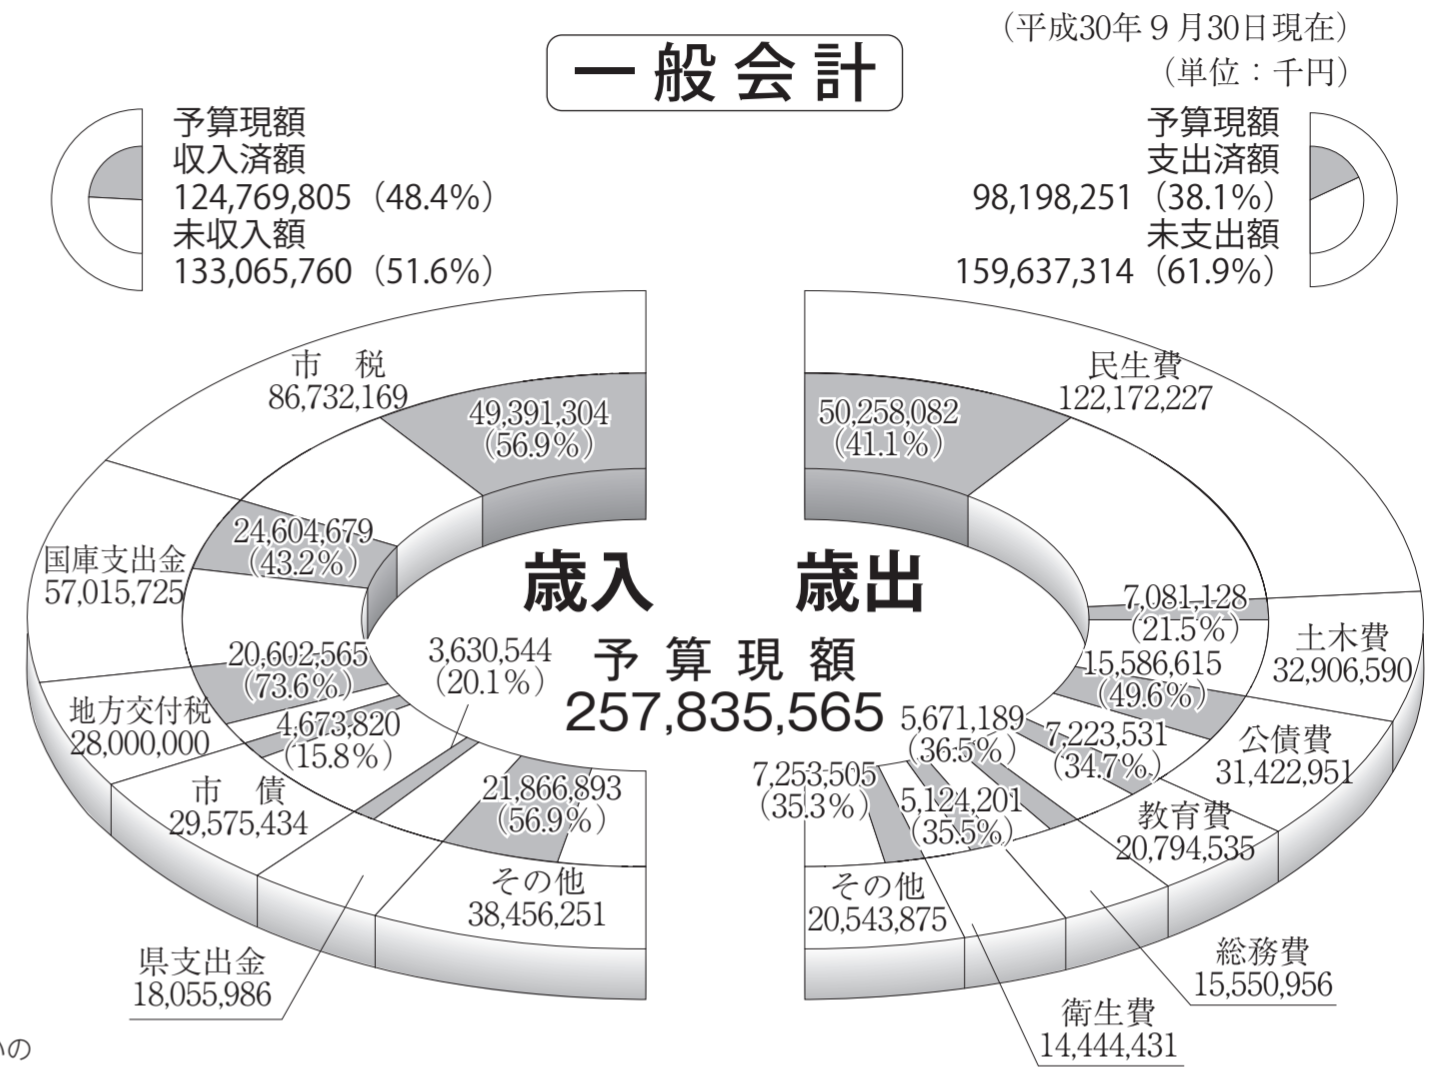 （平成30年９月30日現在）
（単位：千円）
一般会計
予算現額
収入済額
124,769,805（48.4%）
未収入額
133,065,760（51.6%）
予算現額
支出済額
98,198,251（38.1%）
未支出額
159,637,314（61.9%）
市　税
86,732,169
49,391,304
（56.9%）
国庫支出金
57,015,725
24,604,679
（43.2%）
地方交付税
28,000,000
20,602,565
（73.6%）
市　債
29,575,434
4,673,820
（15.8%）
県支出金
18,055,986
3,630,544
（20.1%）
その他
38,456,251
21,866,893
（56.9%）
歳入
歳出
予算現額
257,835,565
民生費
122,172,227
50,258,082
（41.1%）
土木費
32,906,590
7,081,128
（21.5%）
公債費
31,422,951
15,586,615
（49.6%）
教育費
20,794,535
7,223,531
（34.7%）
総務費
15,550,956
5,671,189
（36.5%）
衛生費
14,444,431
5,124,201
（35.5%）
その他
20,543,875
7,253,505
（35.3%）
いの